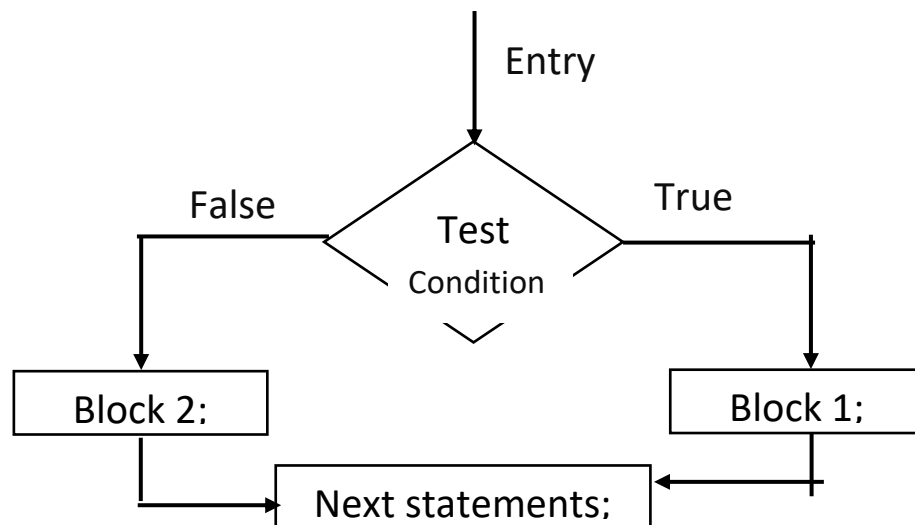 Entry
False
True
Test
Condition
Block 2;
Block 1;
Next statements;